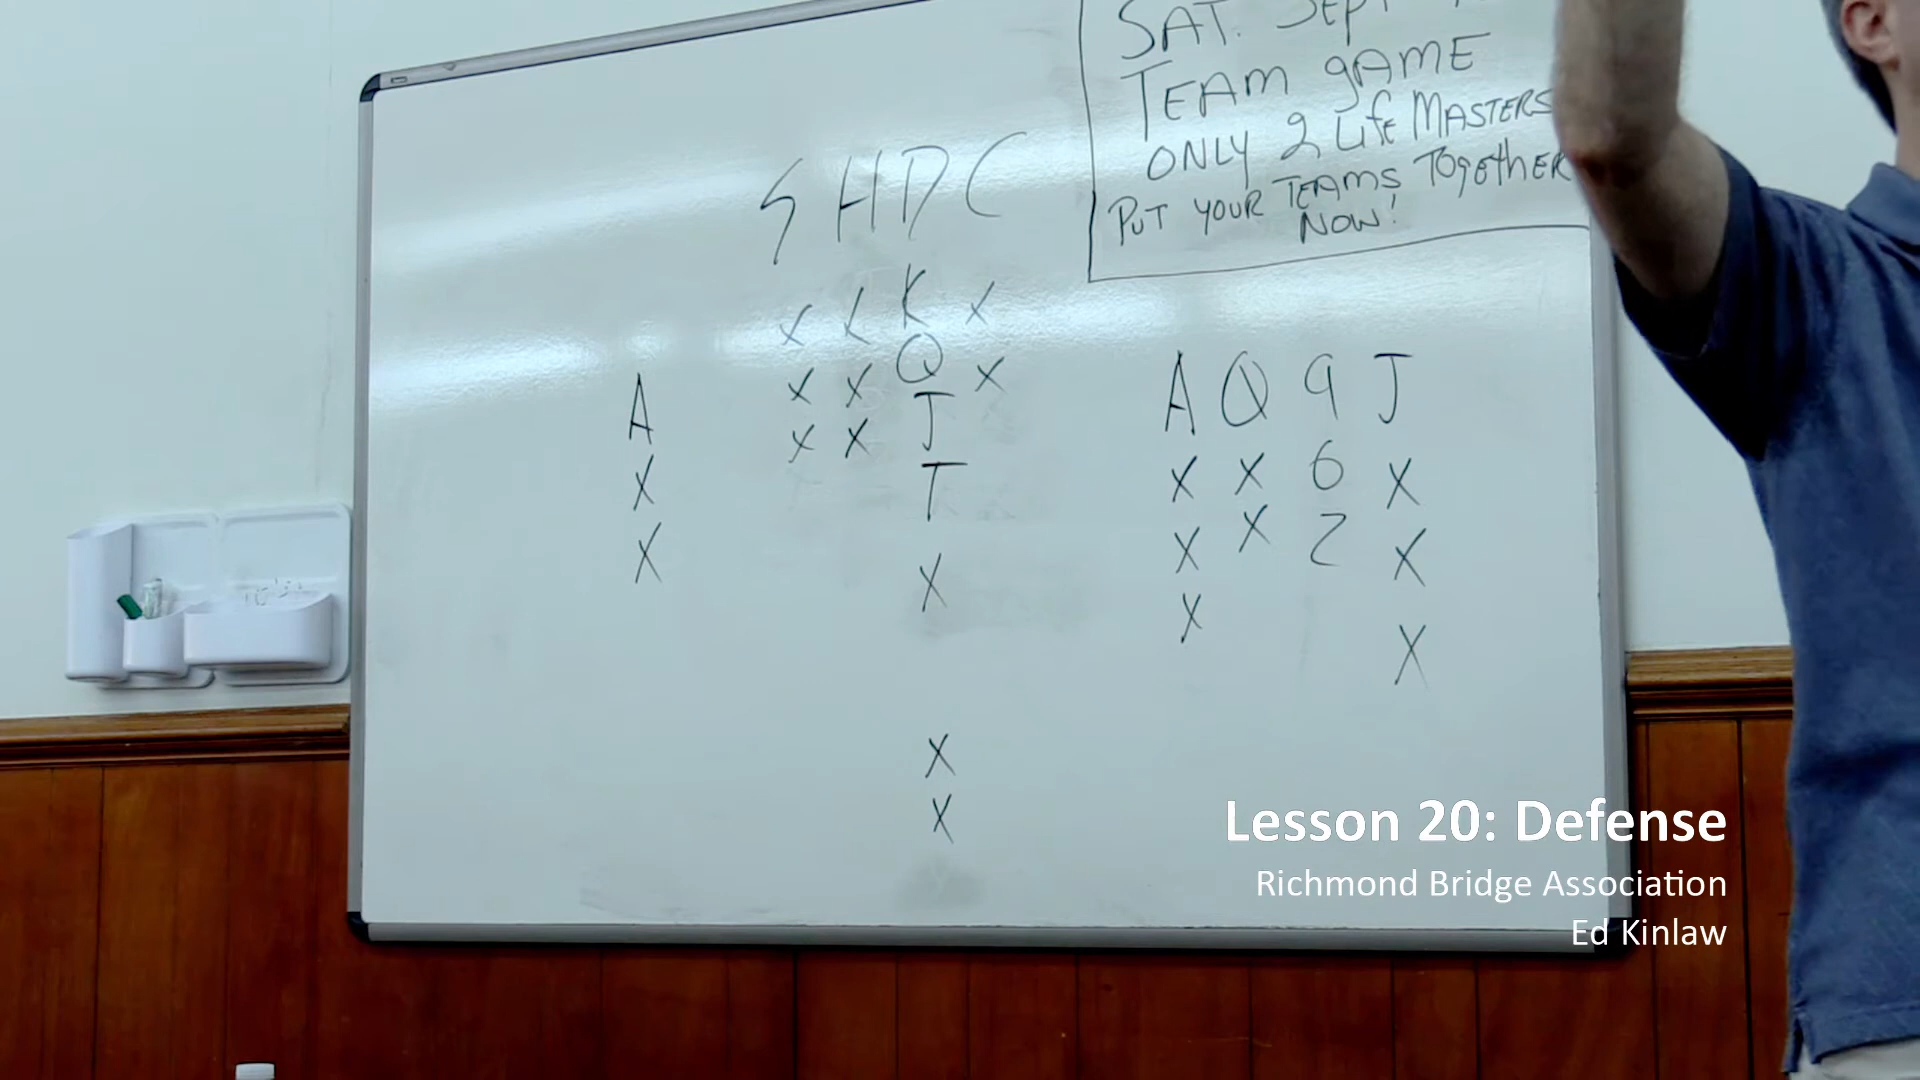 SAT. SEPT
TEAM gAME
ONLY 2 Life MASTERS
PUT YOUR TEAMS TOgethER
NOW!
S H D C
X X K X
X X Q X
X X J
T
X
A
X
X
A Q 9 J
X X 6 X
X X 2 X
X X
X
X
Lesson 20: Defense
Richmond Bridge Association
Ed Kinlaw